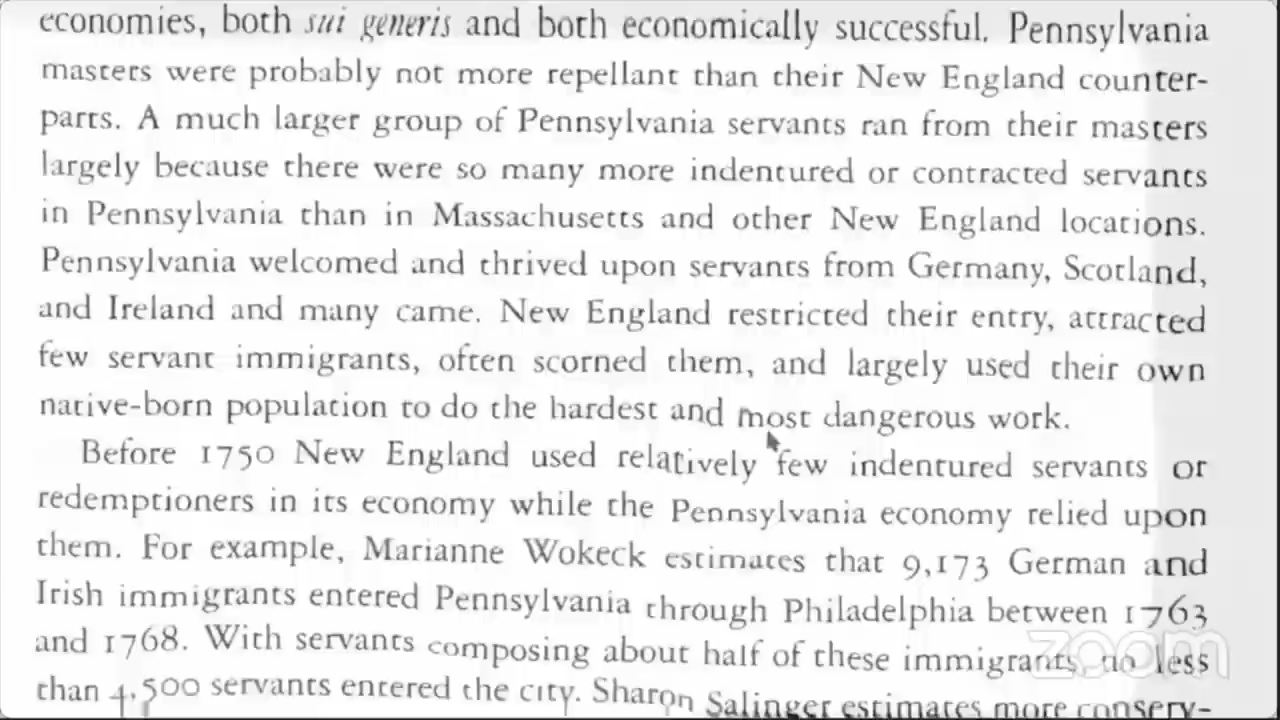 economies, both sui generis and both economically successful. Pennsylvania
masters were probably not more repellant than their New England counter-
parts. A much larger group of Pennsylvania servants ran from their masters
largely because there were so many more indentured or contracted servants
in Pennsylvania than in Massachusetts and other New England locations.
Pennsylvania welcomed and thrived upon servants from Germany, Scotland,
and Ireland and many came. New England restricted their entry, attracted
few servant immigrants, often scorned them, and largely used their own
native-born population to do the hardest and most dangerous work.
Before 1750 New England used relatively few indentured servants or
redemptioners in its economy while the Pennsylvania economy relied upon
them. For example, Marianne Wokeck estimates that 9,173 German and
Irish immigrants entered Pennsylvania through Philadelphia between 1763
and 1768. With servants composing about half of these immigrants, no less
than 4,500 servants entered the city. Sharon Salinger estimates more conserv-
zoom